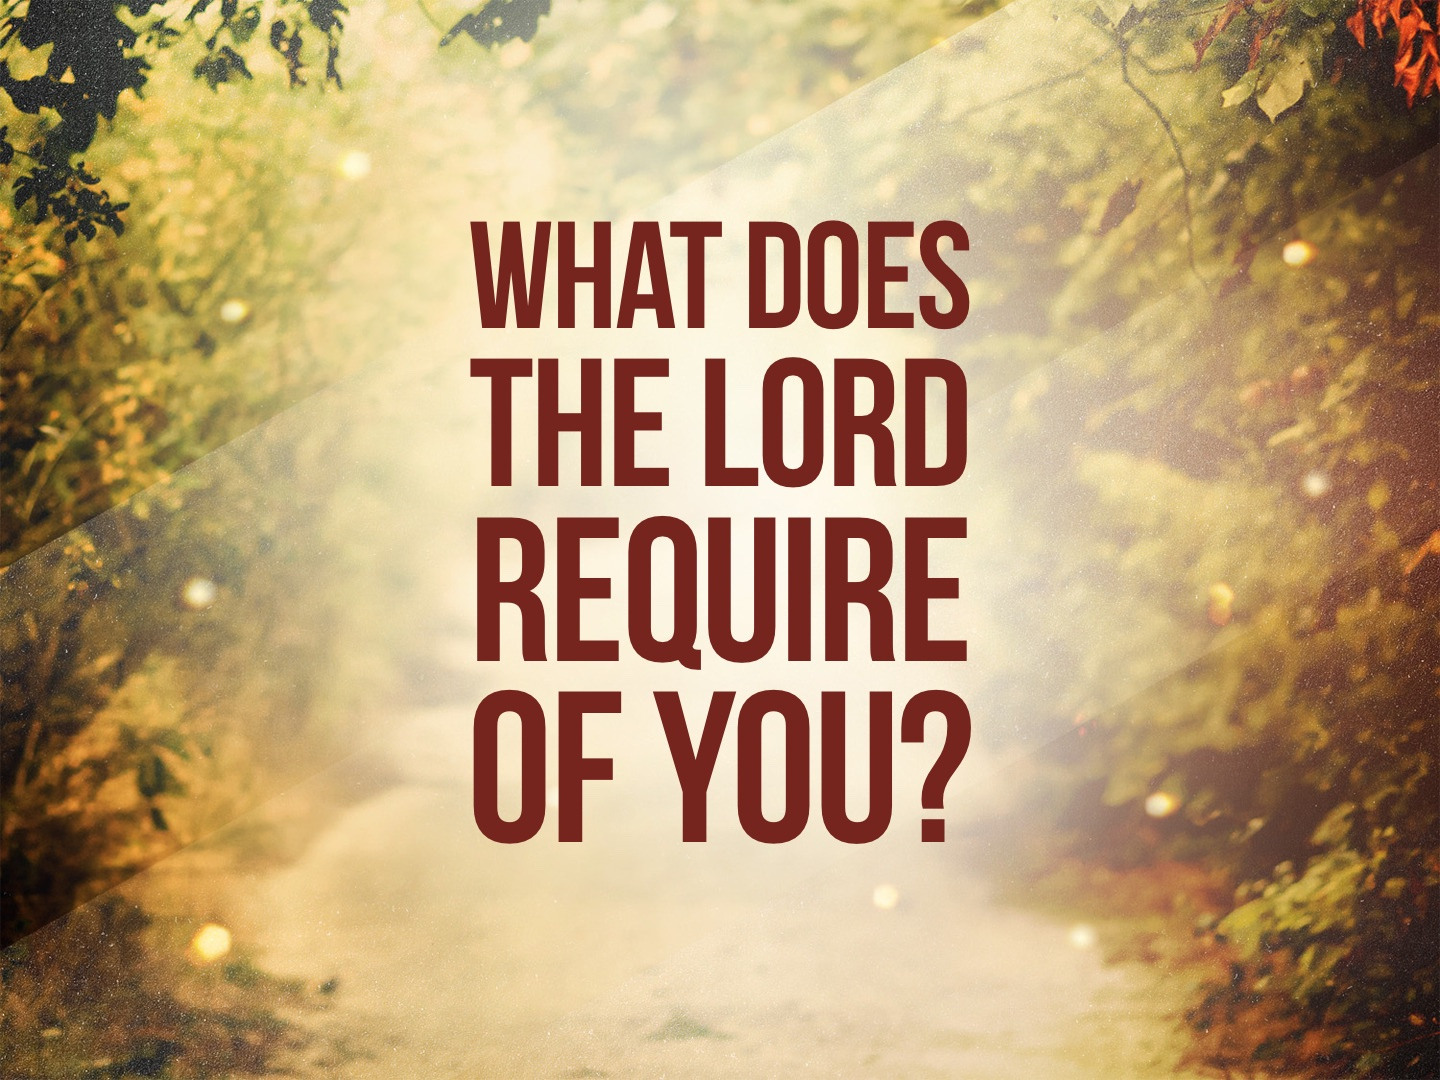 WHAT DOES
THE LORD
REQUIRE
OF YOU?